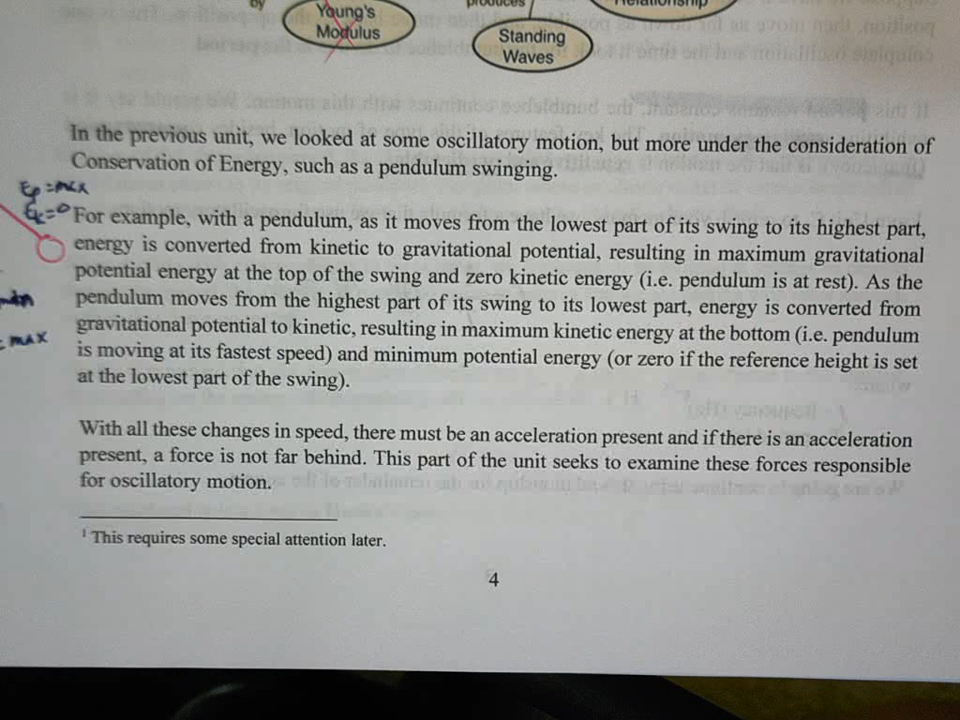 by
Young's
Modulus
produces
Standing
Waves
Relationship
In the previous unit, we looked at some oscillatory motion, but more under the consideration of
Conservation of Energy, such as a pendulum swinging.
Ep = max
Ek = 0
For example, with a pendulum, as it moves from the lowest part of its swing to its highest part,
energy is converted from kinetic to gravitational potential, resulting in maximum gravitational
potential energy at the top of the swing and zero kinetic energy (i.e. pendulum is at rest). As the
min
pendulum moves from the highest part of its swing to its lowest part, energy is converted from
gravitational potential to kinetic, resulting in maximum kinetic energy at the bottom (i.e. pendulum
= max
is moving at its fastest speed) and minimum potential energy (or zero if the reference height is set
at the lowest part of the swing).
With all these changes in speed, there must be an acceleration present and if there is an acceleration
present, a force is not far behind. This part of the unit seeks to examine these forces responsible
for oscillatory motion.
1 This requires some special attention later.
4